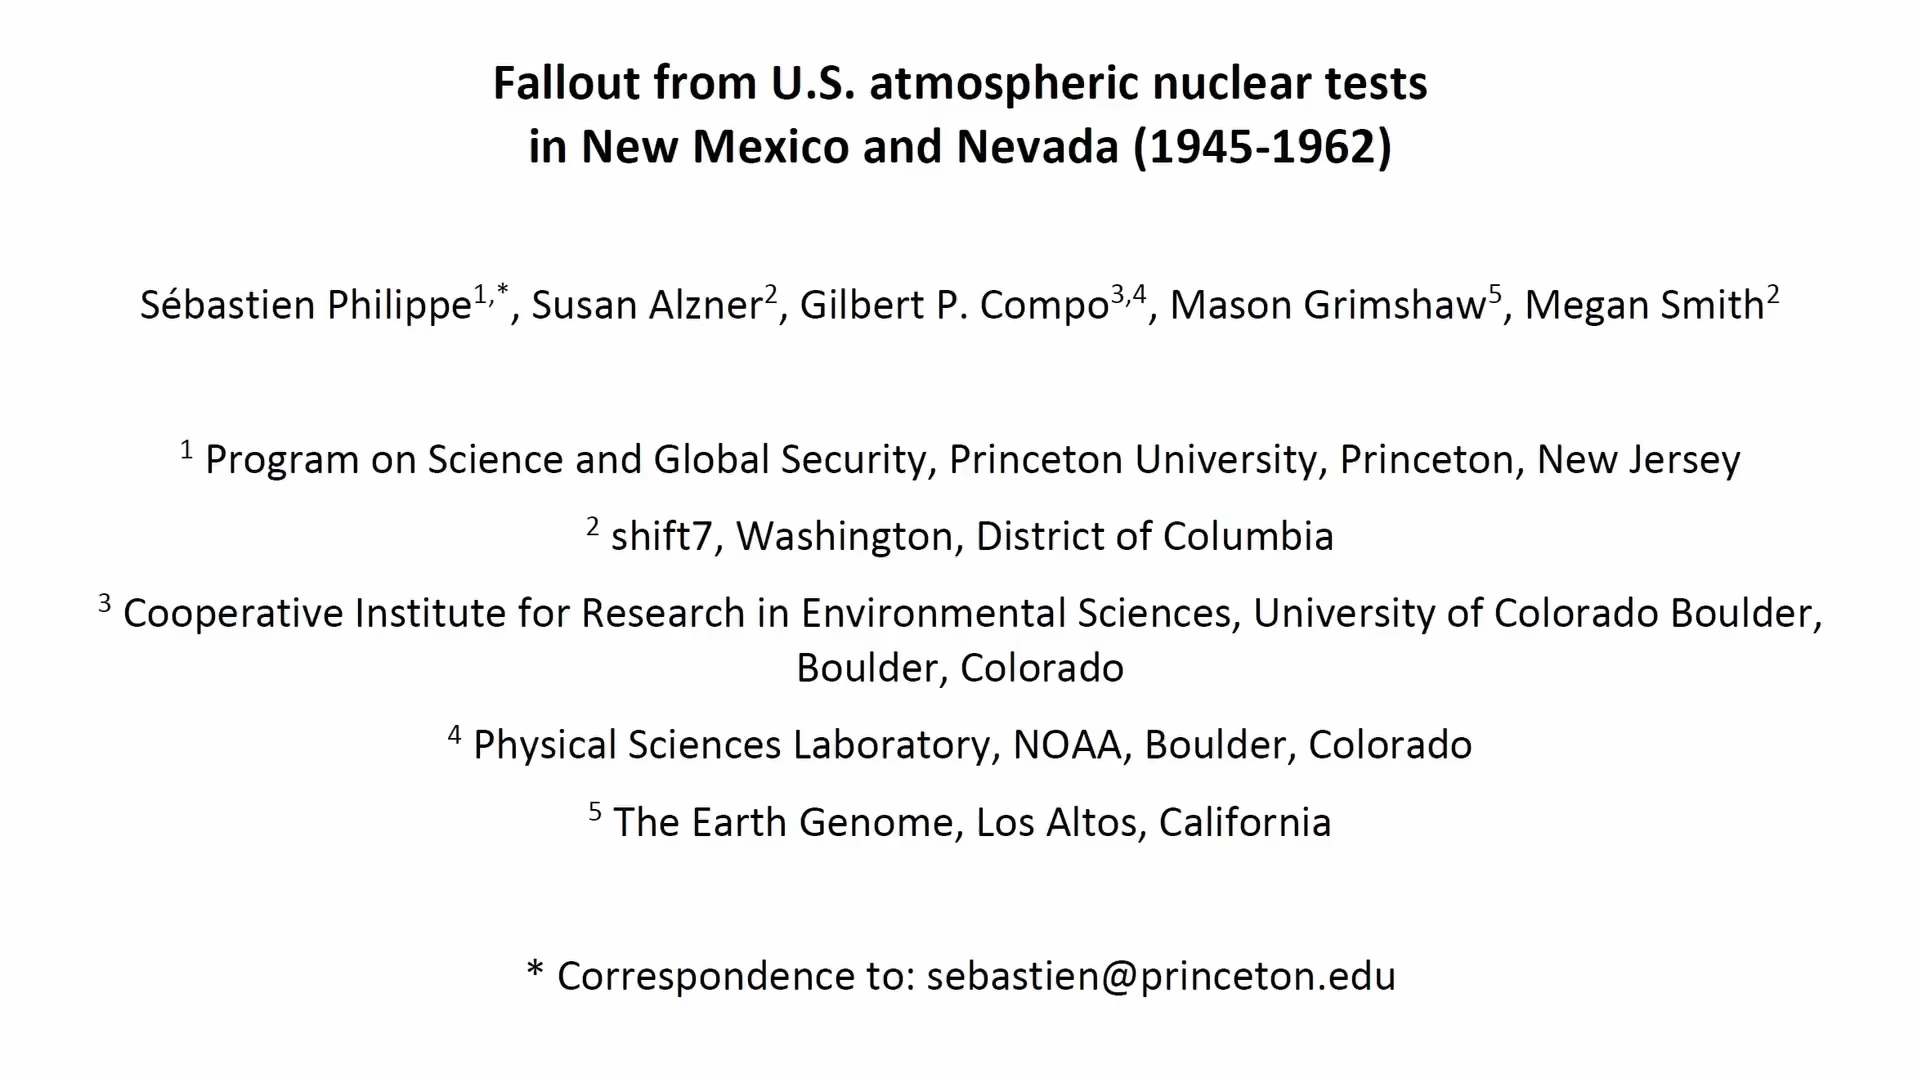 Fallout from U.S. atmospheric nuclear tests
in New Mexico and Nevada (1945-1962)
Sébastien Philippe1,*, Susan Alzner2, Gilbert P. Compo3,4, Mason Grimshaw5, Megan Smith2
1 Program on Science and Global Security, Princeton University, Princeton, New Jersey
2 shift7, Washington, District of Columbia
3 Cooperative Institute for Research in Environmental Sciences, University of Colorado Boulder,
Boulder, Colorado
4 Physical Sciences Laboratory, NOAA, Boulder, Colorado
5 The Earth Genome, Los Altos, California
* Correspondence to: sebastien@princeton.edu